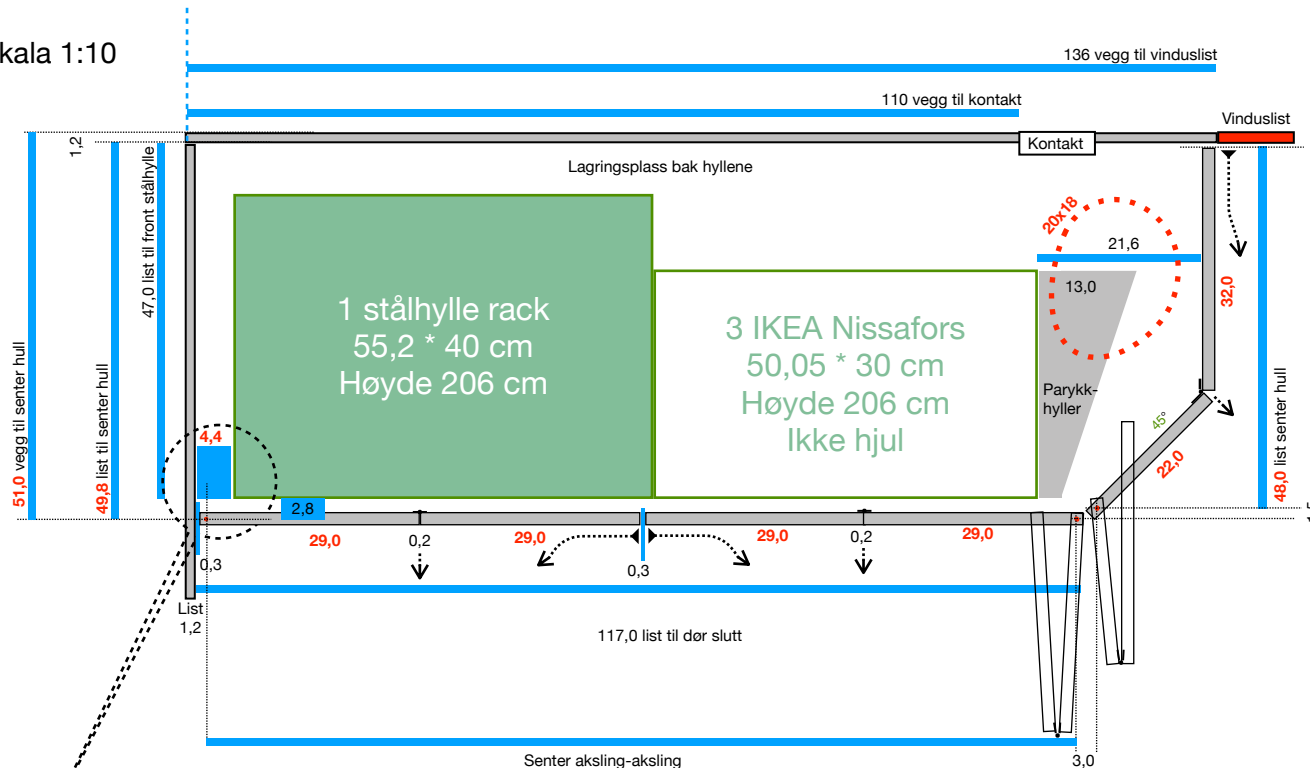 kala 1:10
136 vegg til vinduslist
110 vegg til kontakt
Vinduslist
Kontakt
1,2
Lagringsplass bak hyllene
51,0 vegg til senter hull
49,8 list til senter hull
47,0 list til front stålhylle
20x18
21,6
13,0
32,0
48,0 list senter hull
1 stålhylle rack
55,2 * 40 cm
Høyde 206 cm
3 IKEA Nissafors
50,05 * 30 cm
Høyde 206 cm
Ikke hjul
Parykk-
hyller
45°
22,0
4,4
2,8
29,0
0,2
29,0
0,3
29,0
0,2
29,0
0,3
List
1,2
117,0 list til dør slutt
Senter aksling-aksling
3,0